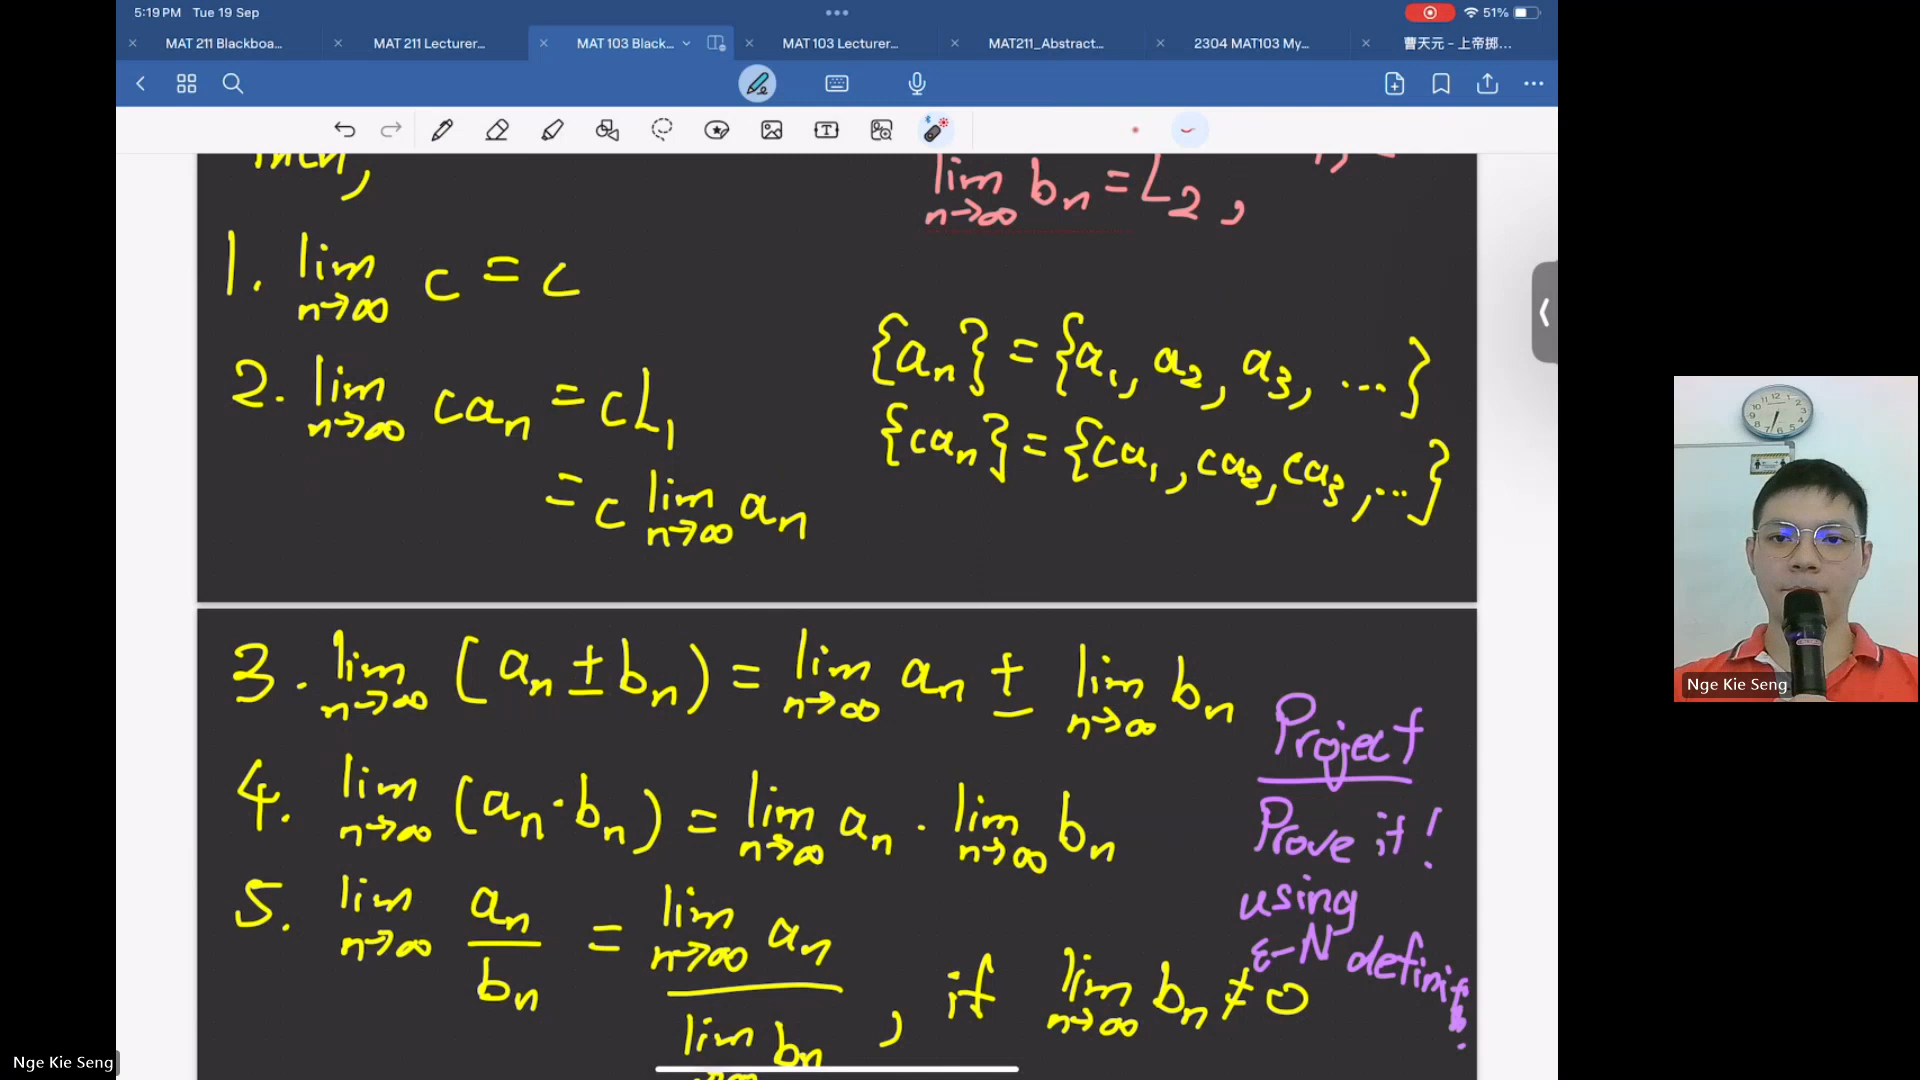 5:19 PM Tue 19 Sep
51%
MAT 211 Blackboa...
MAT 211 Lecturer...
MAT 103 Black...
MAT 103 Lecturer...
MAT211_Abstract...
2304 MAT103 My...
曹天元 - 上帝掷...
then,
lim n→∞ bn = L2,
1. lim n→∞ c = c
2. lim n→∞ can = cL1
= c lim n→∞ an
{an} = {a1, a2, a3, ...}
{can} = {ca1, ca2, ca3, ...}
3. lim n→∞ (an ± bn) = lim n→∞ an ± lim n→∞ bn
4. lim n→∞ (an · bn) = lim n→∞ an · lim n→∞ bn
5. lim n→∞ an/bn = lim n→∞ an / lim bn, if lim n→∞ bn ≠ 0
Project
Prove it!
using
ε-N
Nge Kie Seng
Nge Kie Seng